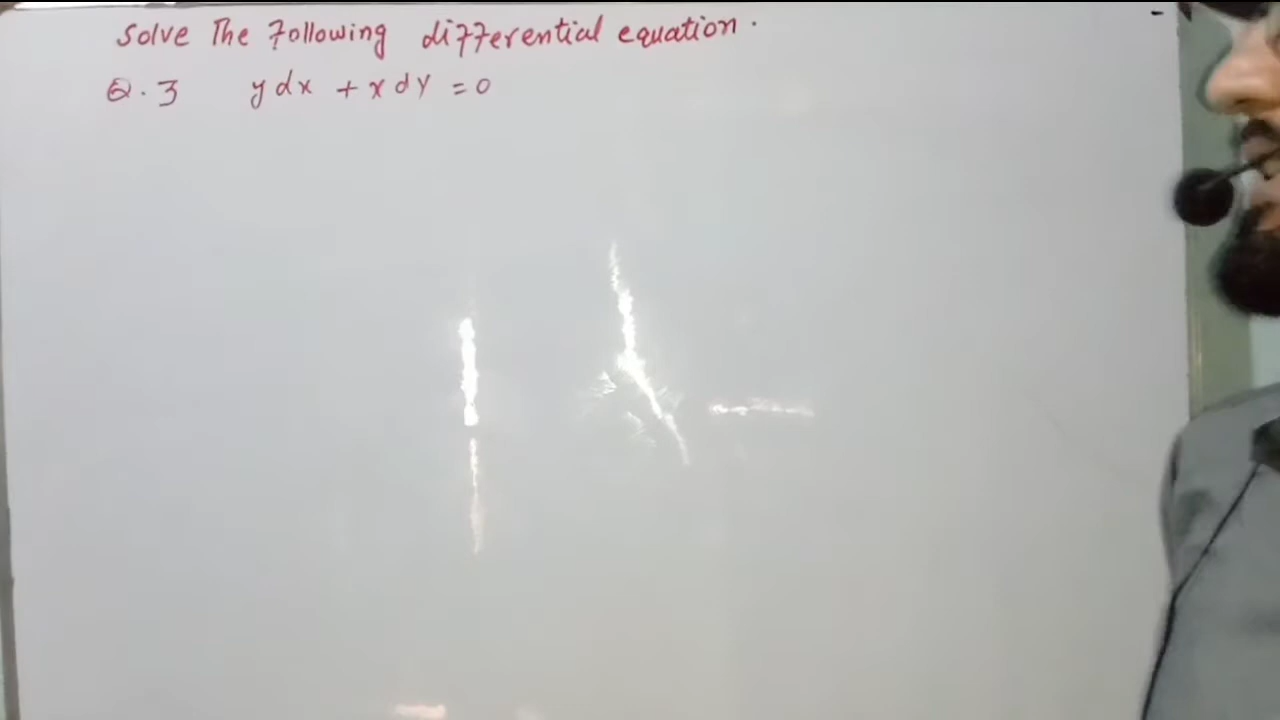 Solve The Following differential equation.
Q.3 ydx + xdy = 0